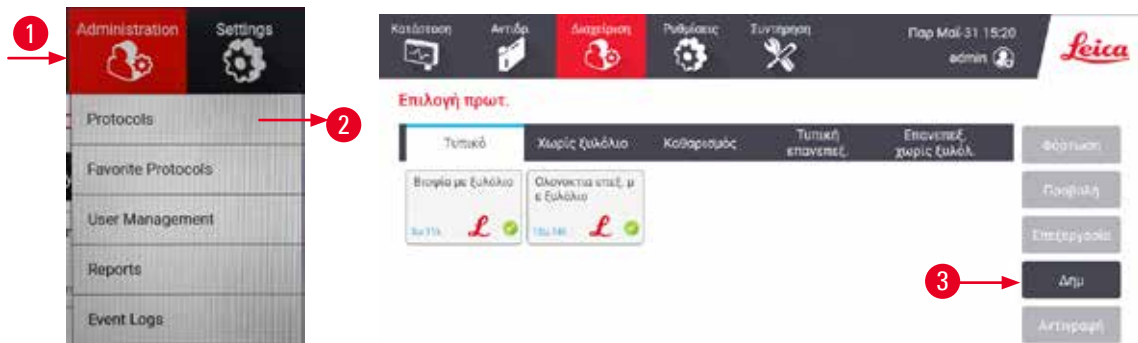 1
Administration
Settings
Protocols
2
Favorite Protocols
User Management
Reports
Event Logs
Κατάσταση
Αντιδρ.
Διαχείριση
Ρυθμίσεις
Συντήρηση
Παρ Μαΐ-31 15:20
admin
Leica
Επιλογή πρωτ.
Τυπικό
Χωρίς ξυλόλιο
Καθαρισμός
Τυπική
επανεπεξ.
Επανεπεξ.
χωρίς ξυλόλ.
Βιοψία με ξυλόλιο
Ολονύκτια επεξ. μ
ε ξυλόλιο
L
L
Φόρτωση
Προβολή
Επεξεργασία
3
Δημ
Αντιγραφή